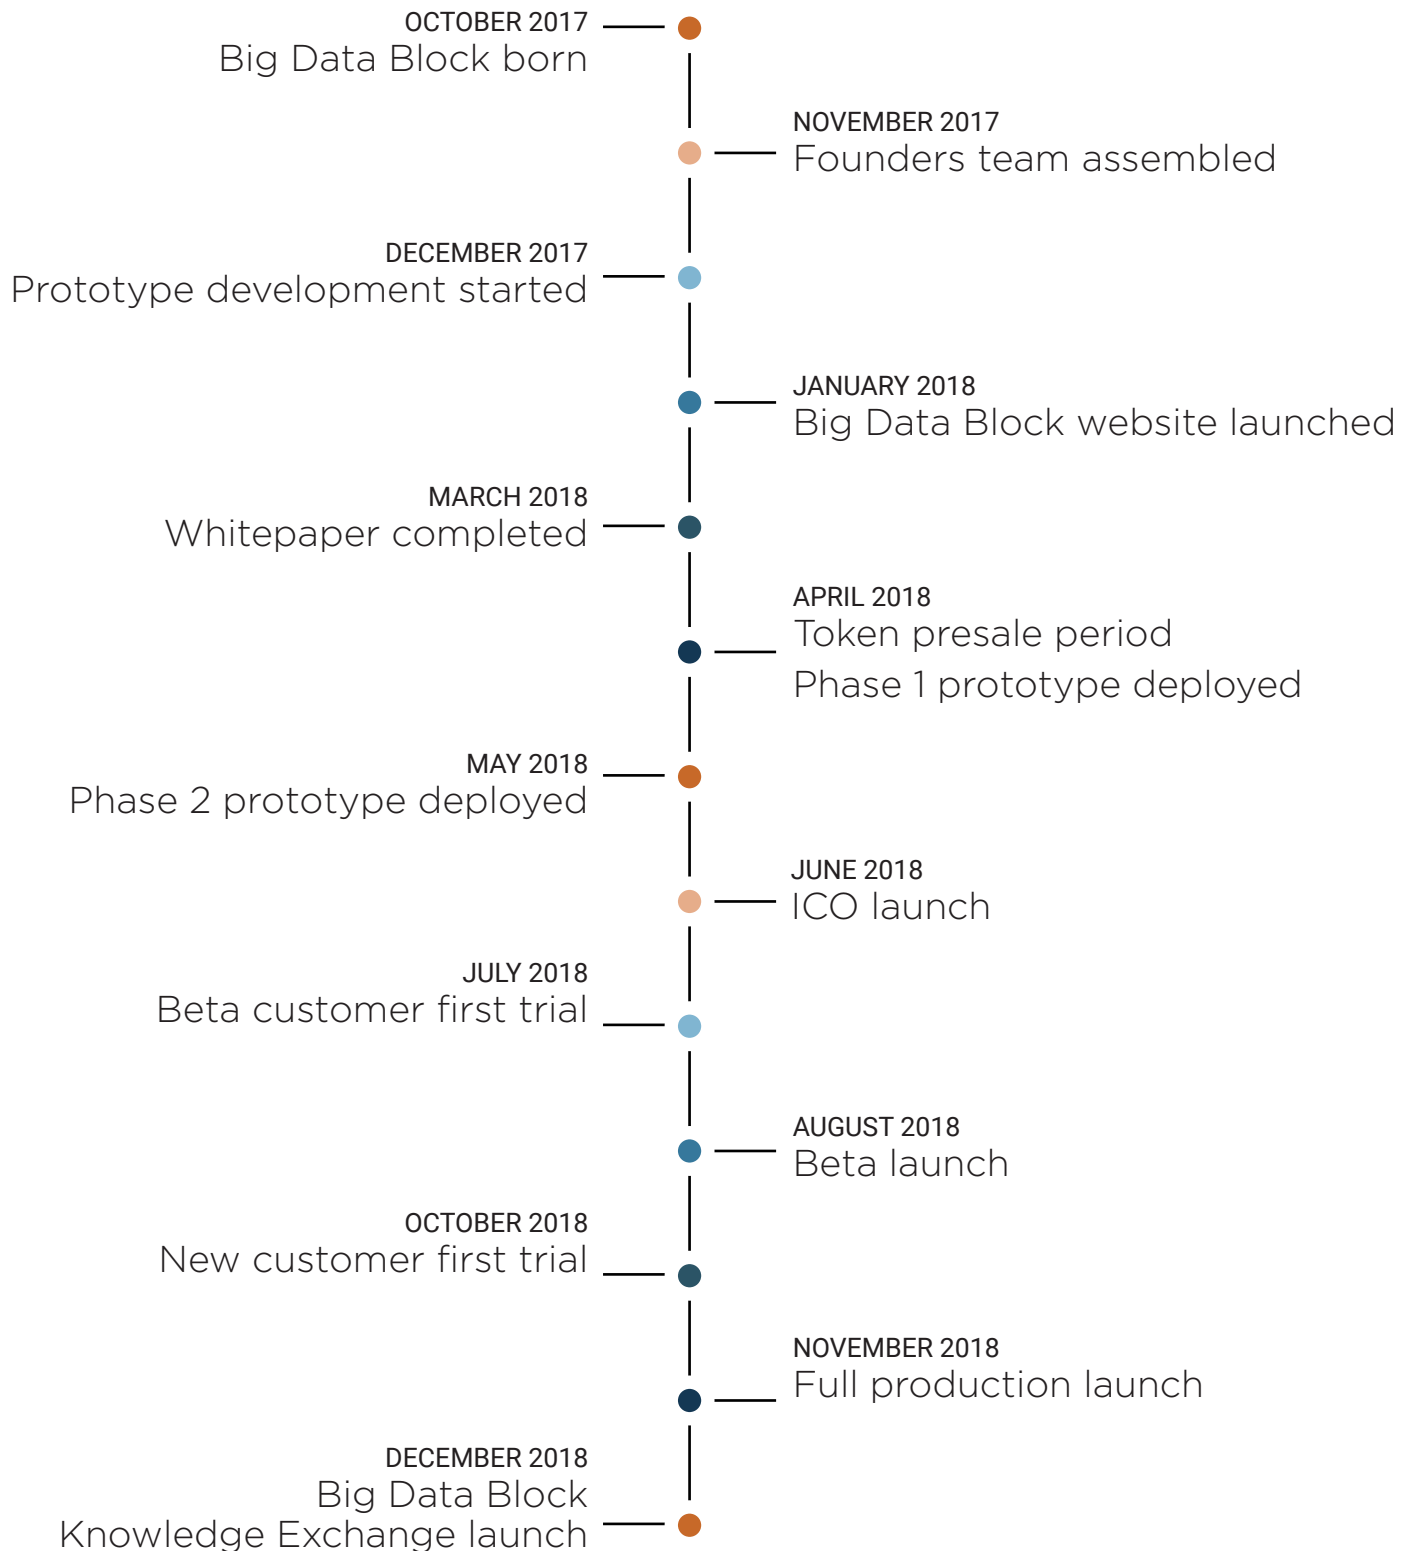 OCTOBER 2017
Big Data Block born
NOVEMBER 2017
Founders team assembled
DECEMBER 2017
Prototype development started
JANUARY 2018
Big Data Block website launched
MARCH 2018
Whitepaper completed
APRIL 2018
Token presale period
Phase 1 prototype deployed
MAY 2018
Phase 2 prototype deployed
JUNE 2018
ICO launch
JULY 2018
Beta customer first trial
AUGUST 2018
Beta launch
OCTOBER 2018
New customer first trial
NOVEMBER 2018
Full production launch
DECEMBER 2018
Big Data Block
Knowledge Exchange launch